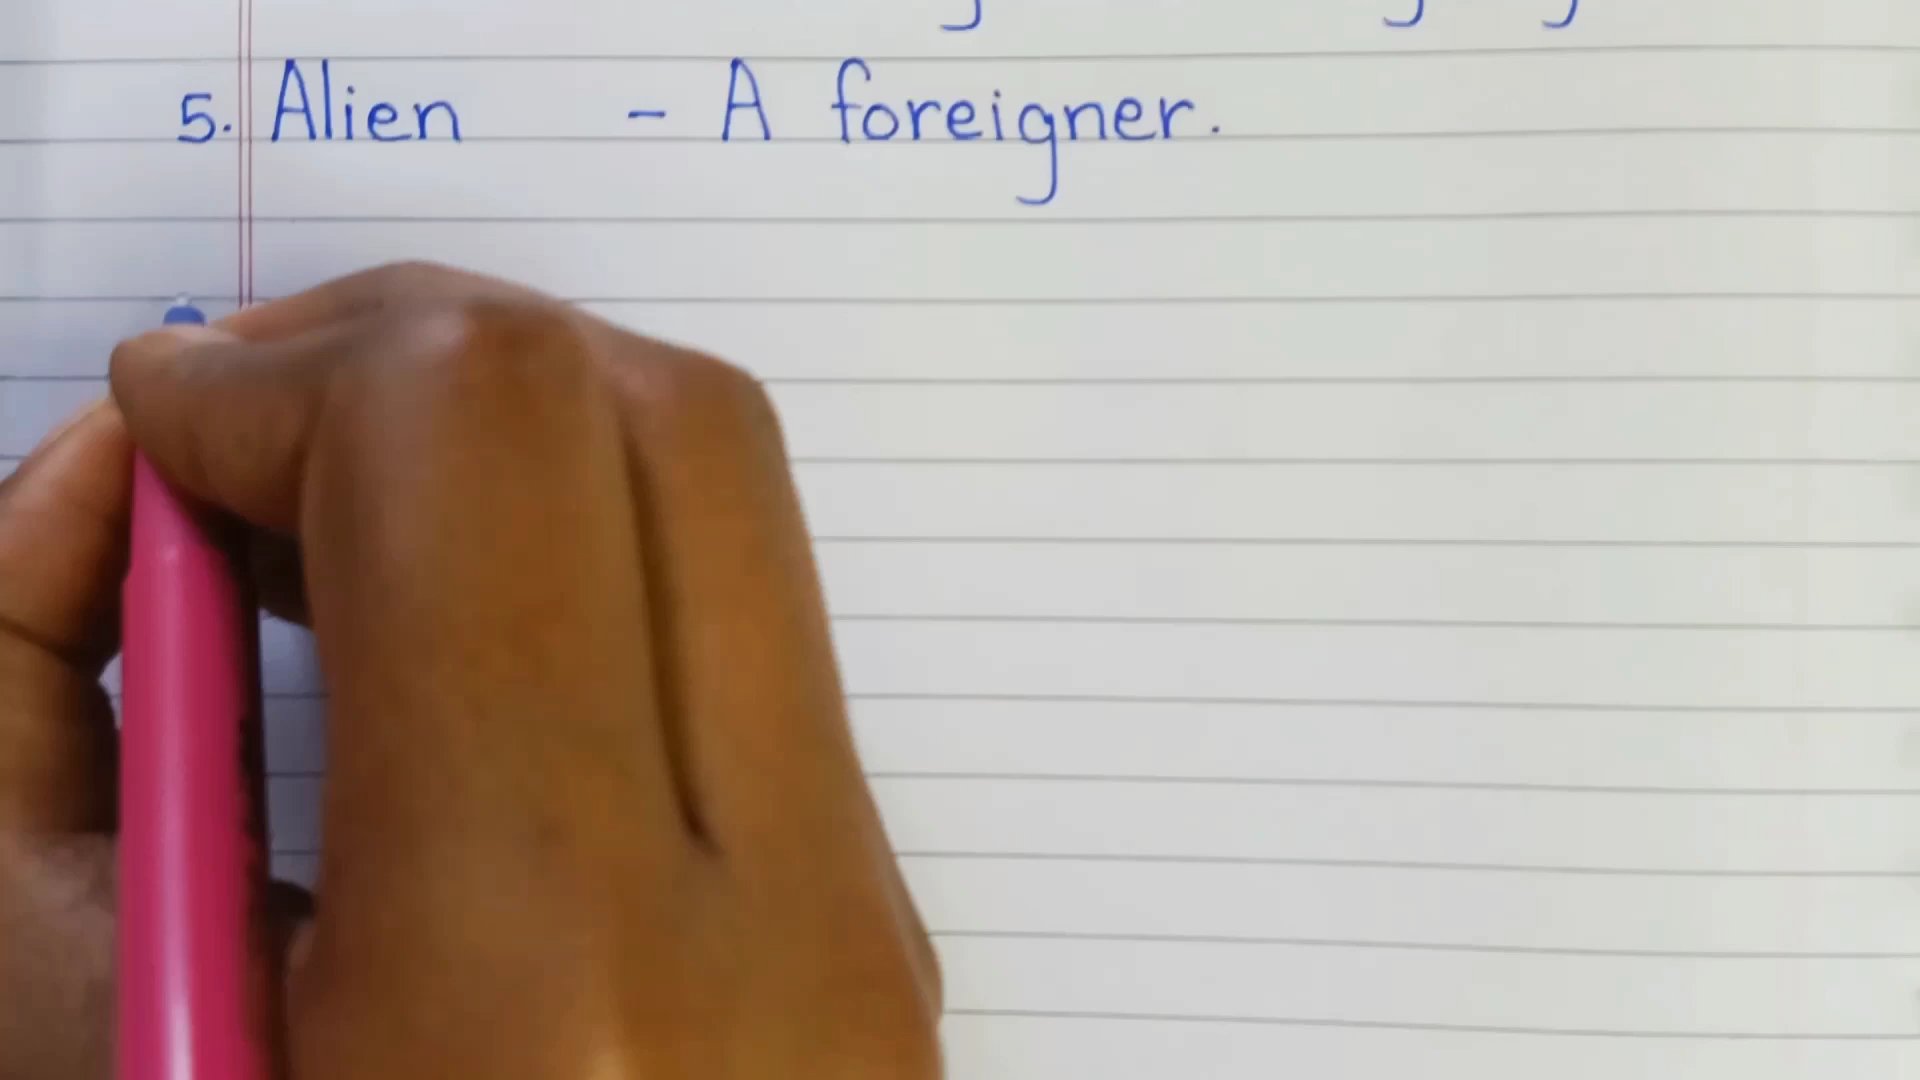 5. Alien - A foreigner.